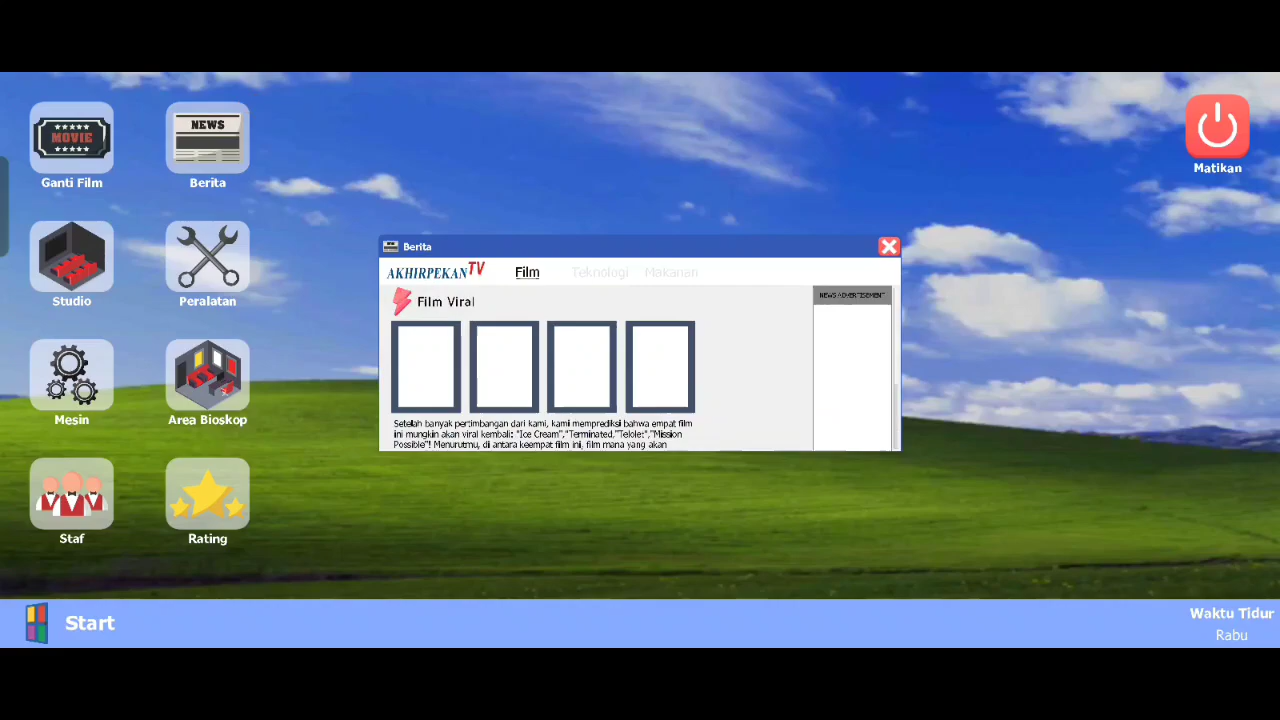 MOVIE
Ganti Film
NEWS
Berita
Matikan
Studio
Peralatan
Mesin
Area Bioskop
Staf
Rating
Berita
AKHIRPEKANTV
Film
Teknologi
Makanan
Film Viral
NEWS ADVERTISEMENT
Setelah banyak pertimbangan dari kami, kami memprediksi bahwa empat film
ini mungkin akan viral kembali: "Ice Cream","Terminated,"Telole:","Mission
Possible"! Menurutmu, di antara keempat film ini, film mana yang akan
Start
Waktu Tidur
Rabu